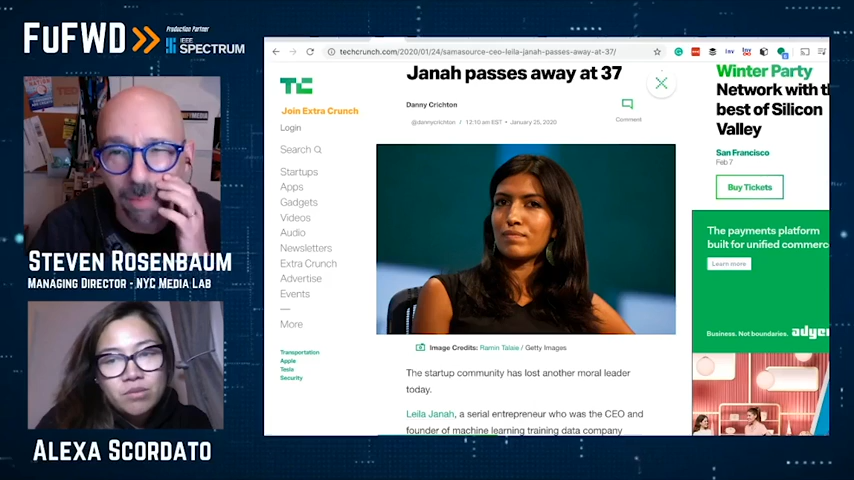 FuFWD
Production Partner
IEEE
SPECTRUM
STEVEN ROSENBAUM
MANAGING DIRECTOR - NYC MEDIA LAB
ALEXA SCORDATO
techcrunch.com/2020/01/24/samasource-ceo-leila-janah-passes-away-at-37/
TC
Join Extra Crunch
Login
Search
Startups
Apps
Gadgets
Videos
Audio
Newsletters
Extra Crunch
Advertise
Events
—
More
Transportation
Apple
Tesla
Security
Janah passes away at 37
Danny Crichton
@dannycrichton / 12:10 am EST • January 25, 2020
Comment
Image Credits: Ramin Talaie / Getty Images
The startup community has lost another moral leader
today.
Leila Janah, a serial entrepreneur who was the CEO and
founder of machine learning training data company
Winter Party
Network with th
best of Silicon
Valley
San Francisco
Feb 7
Buy Tickets
The payments platform
built for unified commerc
Learn more
Business. Not boundaries. adyen